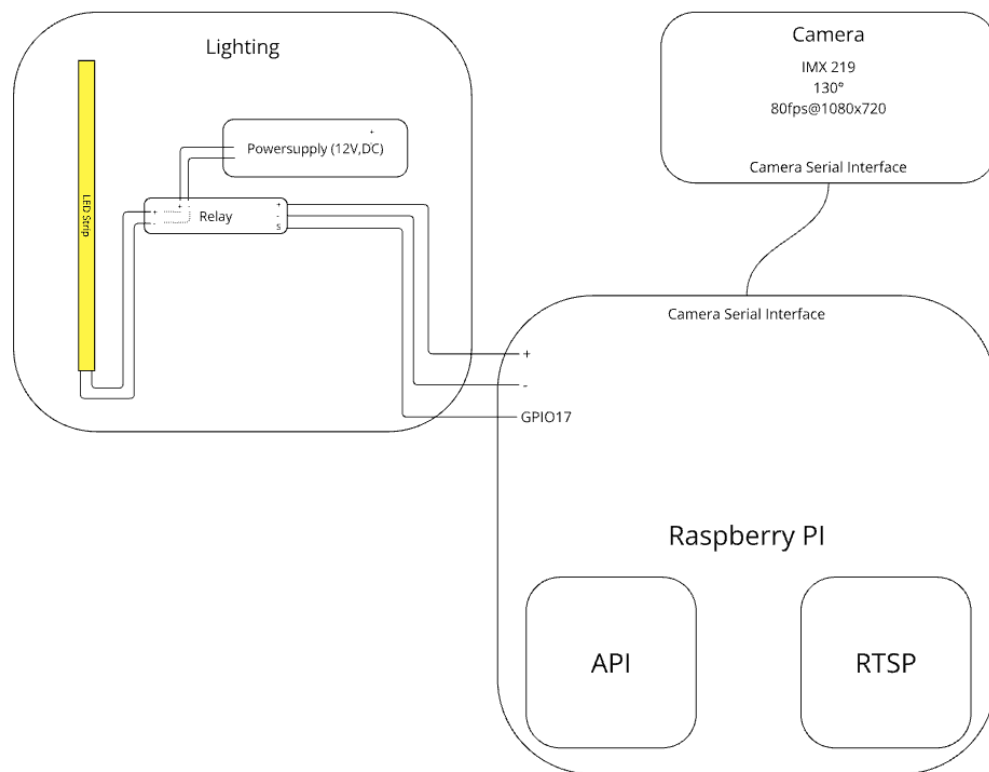 Lighting
Powersupply (12V,DC)
+
-
LED Strip
+ -
+
-
Relay
+
-
S
Camera
IMX 219
130°
80fps@1080x720
Camera Serial Interface
Camera Serial Interface
+
-
GPIO17
Raspberry PI
API
RTSP